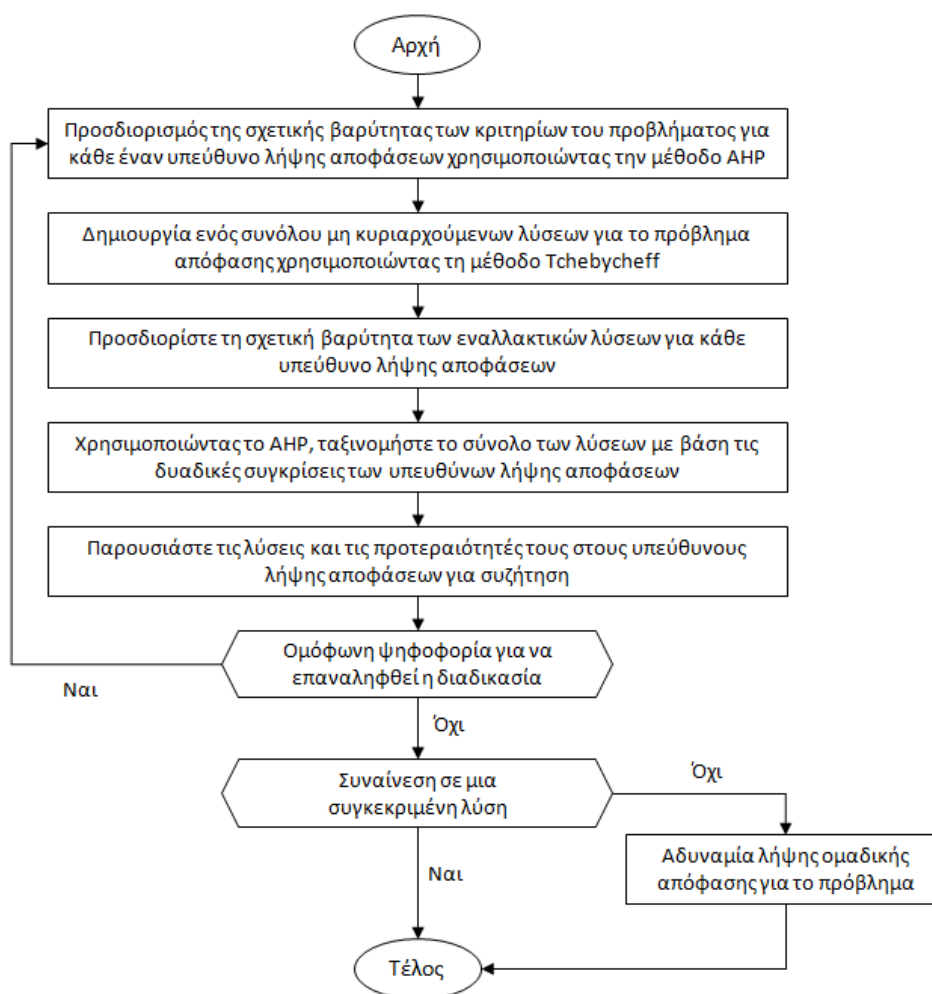 Αρχή
Προσδιορισμός της σχετικής βαρύτητας των κριτηρίων του προβλήματος για
κάθε έναν υπεύθυνο λήψης αποφάσεων χρησιμοποιώντας την μέθοδο AHP
Δημιουργία ενός συνόλου μη κυριαρχούμενων λύσεων για το πρόβλημα
απόφασης χρησιμοποιώντας τη μέθοδο Tchebycheff
Προσδιορίστε τη σχετική βαρύτητα των εναλλακτικών λύσεων για κάθε
υπεύθυνο λήψης αποφάσεων
Χρησιμοποιώντας το AHP, ταξινομήστε το σύνολο των λύσεων με βάση τις
δυαδικές συγκρίσεις των υπευθύνων λήψης αποφάσεων
Παρουσιάστε τις λύσεις και τις προτεραιότητές τους στους υπεύθυνους
λήψης αποφάσεων για συζήτηση
Ομόφωνη ψηφοφορία για να
επαναληφθεί η διαδικασία
Ναι
Όχι
Συναίνεση σε μια
συγκεκριμένη λύση
Όχι
Ναι
Αδυναμία λήψης ομαδικής
απόφασης για το πρόβλημα
Τέλος